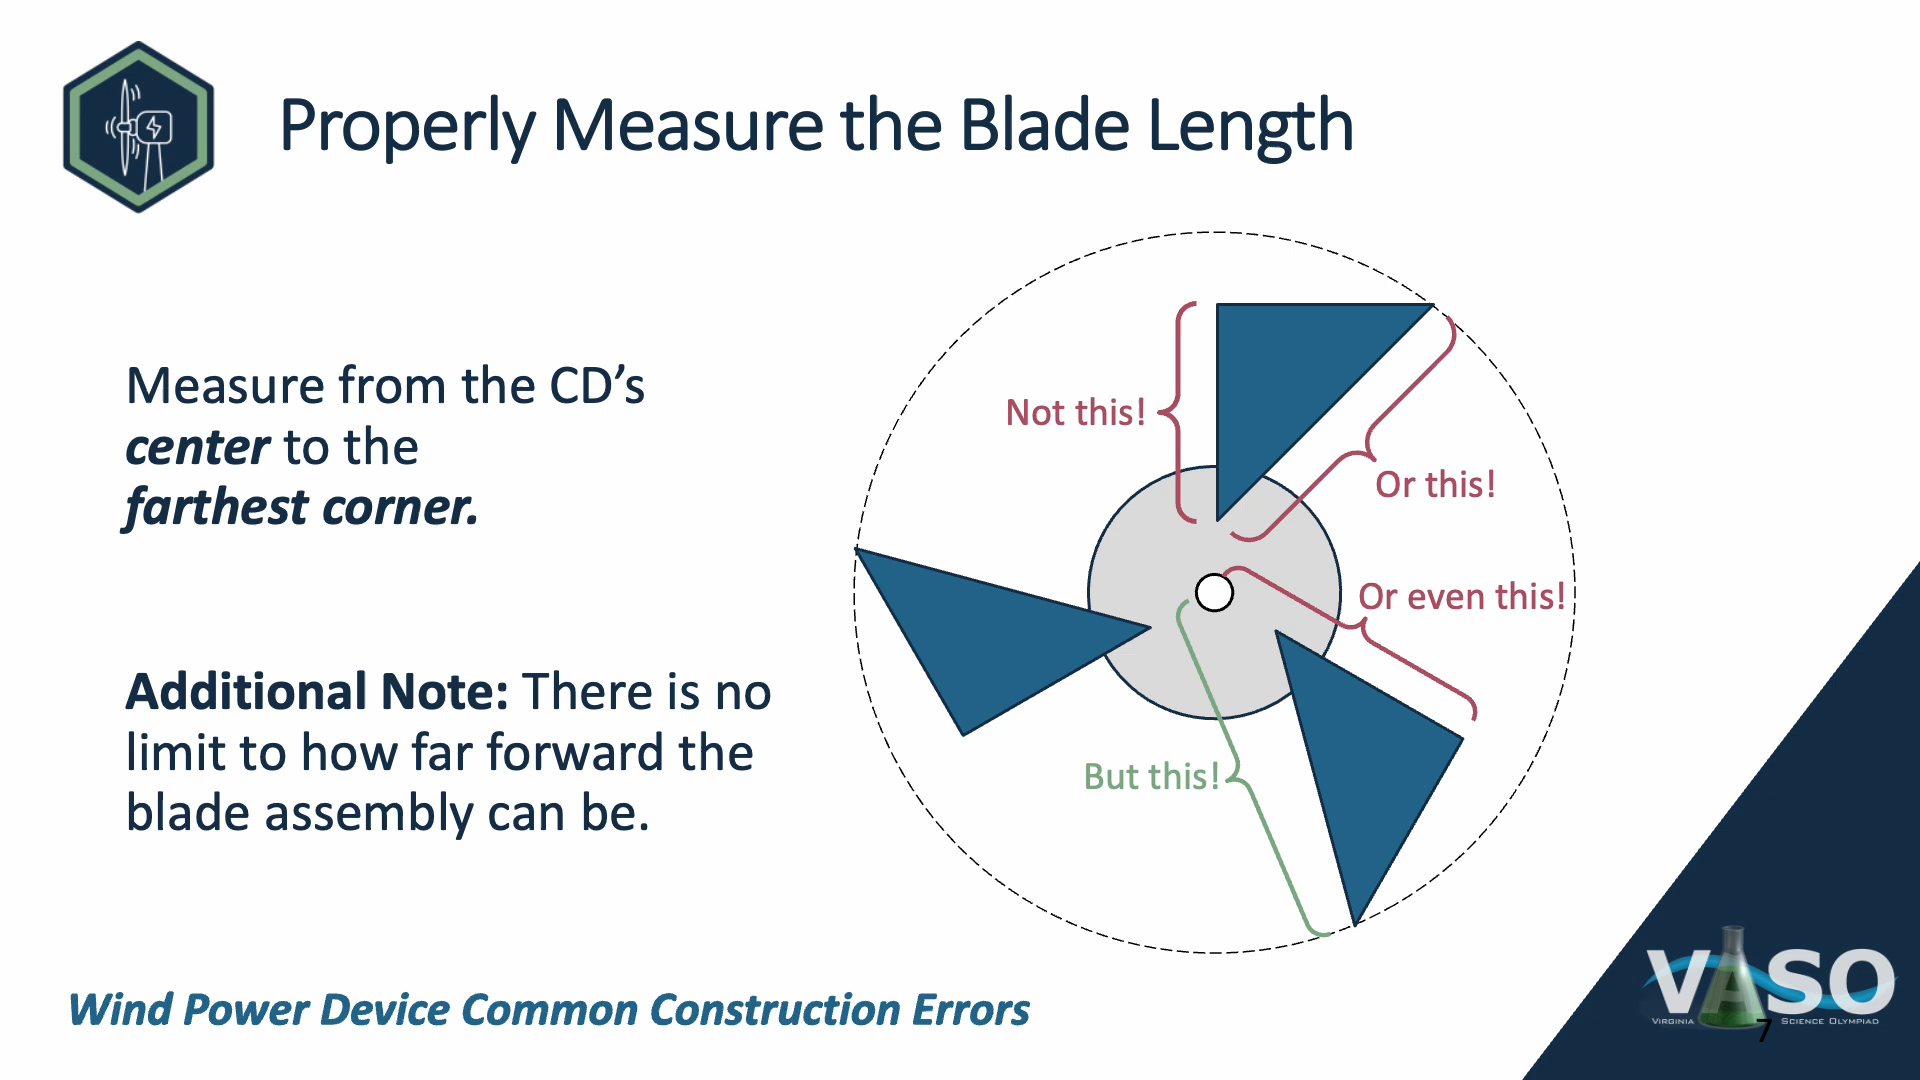 Properly Measure the Blade Length
Measure from the CD’s
center to the
farthest corner.
Additional Note: There is no
limit to how far forward the
blade assembly can be.
Not this!
Or this!
Or even this!
But this!
Wind Power Device Common Construction Errors
VASO
VIRGINIA SCIENCE OLYMPIAD
7